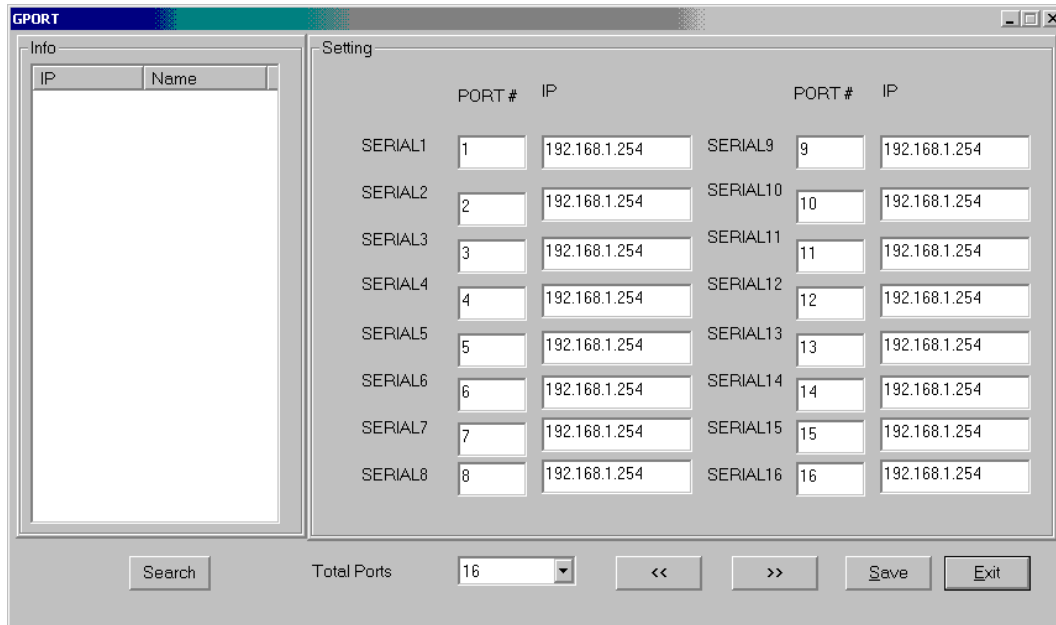 GPORT
Info
IP Name
Setting
PORT # IP PORT # IP
SERIAL1 1 192.168.1.254 SERIAL9 9 192.168.1.254
SERIAL2 2 192.168.1.254 SERIAL10 10 192.168.1.254
SERIAL3 3 192.168.1.254 SERIAL11 11 192.168.1.254
SERIAL4 4 192.168.1.254 SERIAL12 12 192.168.1.254
SERIAL5 5 192.168.1.254 SERIAL13 13 192.168.1.254
SERIAL6 6 192.168.1.254 SERIAL14 14 192.168.1.254
SERIAL7 7 192.168.1.254 SERIAL15 15 192.168.1.254
SERIAL8 8 192.168.1.254 SERIAL16 16 192.168.1.254
Search Total Ports 16 << >> Save Exit